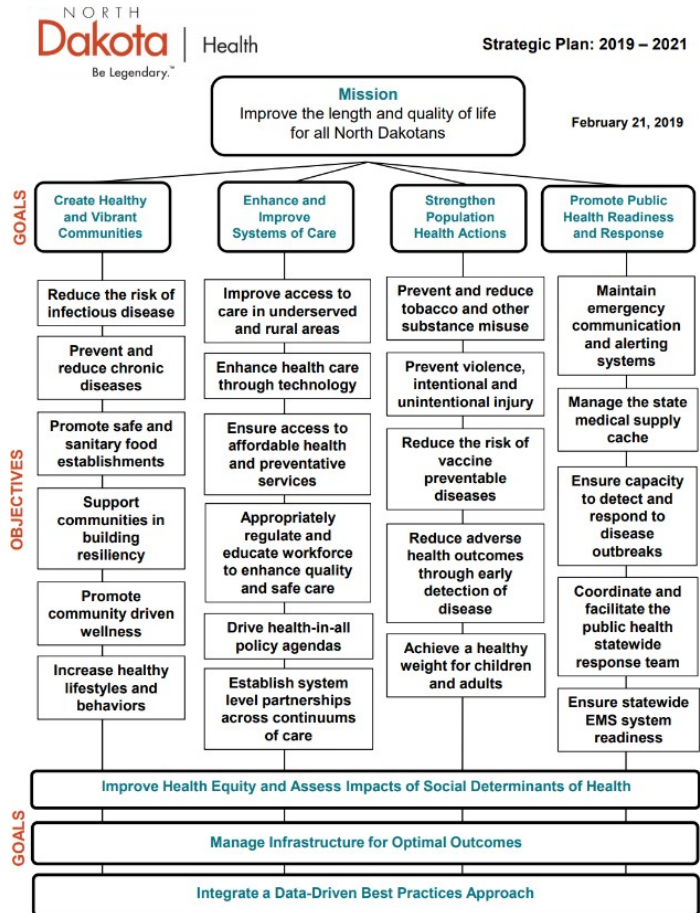 NORTH
Dakota | Health
Be Legendary.™
Strategic Plan: 2019 – 2021
February 21, 2019
Mission
Improve the length and quality of life
for all North Dakotans
GOALS
Create Healthy
and Vibrant
Communities
Enhance and
Improve
Systems of Care
Strengthen
Population
Health Actions
Promote Public
Health Readiness
and Response
OBJECTIVES
Reduce the risk of
infectious disease
Prevent and
reduce chronic
diseases
Promote safe and
sanitary food
establishments
Support
communities in
building
resiliency
Promote
community driven
wellness
Increase healthy
lifestyles and
behaviors
Improve access to
care in underserved
and rural areas
Enhance health care
through technology
Ensure access to
affordable health
and preventative
services
Appropriately
regulate and
educate workforce
to enhance quality
and safe care
Drive health-in-all
policy agendas
Establish system
level partnerships
across continuums
of care
Prevent and reduce
tobacco and other
substance misuse
Prevent violence,
intentional and
unintentional injury
Reduce the risk of
vaccine
preventable
diseases
Reduce adverse
health outcomes
through early
detection of
disease
Achieve a healthy
weight for children
and adults
Maintain
emergency
communication
and alerting
systems
Manage the state
medical supply
cache
Ensure capacity
to detect and
respond to
disease
outbreaks
Coordinate and
facilitate the
public health
statewide
response team
Ensure statewide
EMS system
readiness
GOALS
Improve Health Equity and Assess Impacts of Social Determinants of Health
Manage Infrastructure for Optimal Outcomes
Integrate a Data-Driven Best Practices Approach